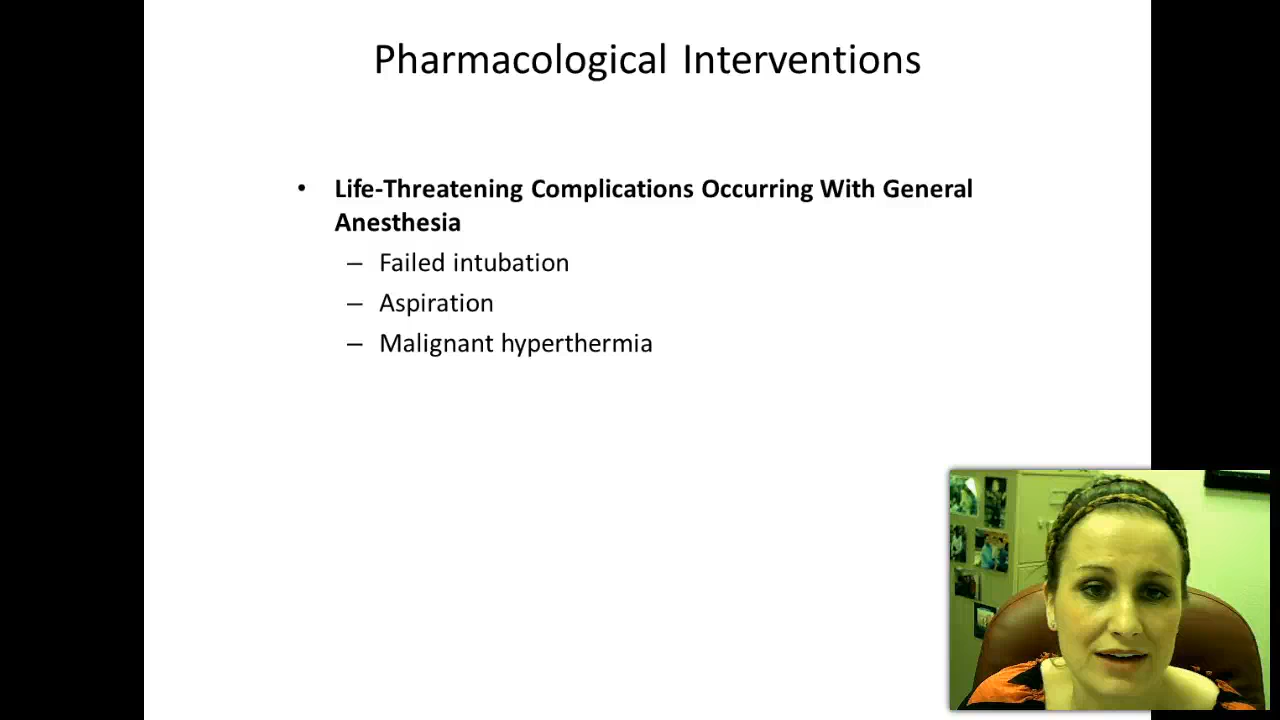 Pharmacological Interventions
• Life-Threatening Complications Occurring With General
Anesthesia
– Failed intubation
– Aspiration
– Malignant hyperthermia